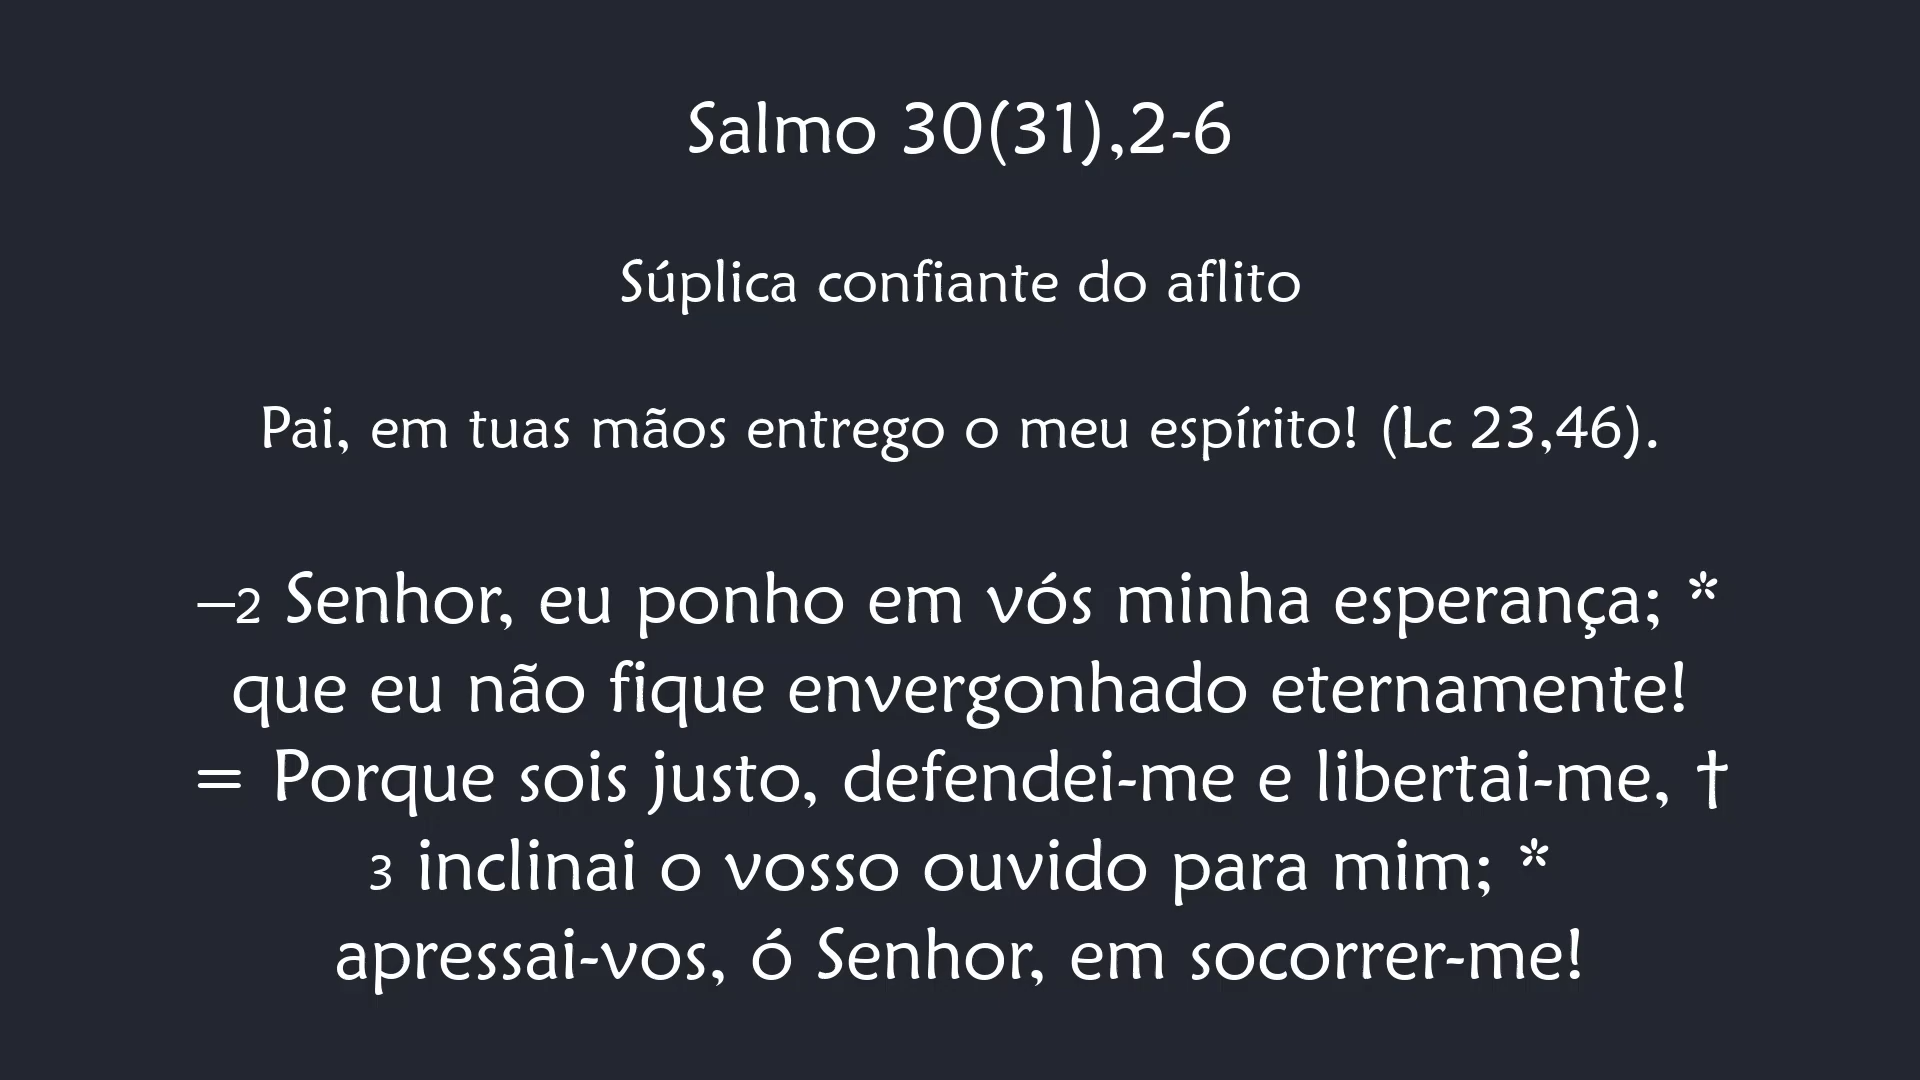 Salmo 30(31),2-6
Súplica confiante do aflito
Pai, em tuas mãos entrego o meu espírito! (Lc 23,46).
—2 Senhor, eu ponho em vós minha esperança; *
que eu não fique envergonhado eternamente!
= Porque sois justo, defendei-me e libertai-me, †
3 inclinai o vosso ouvido para mim; *
apressai-vos, ó Senhor, em socorrer-me!